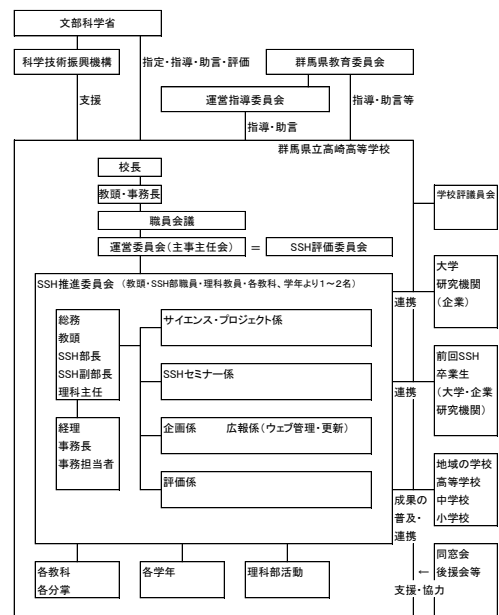 文部科学省
科学技術振興機構
指定・指導・助言・評価
群馬県教育委員会
支援
運営指導委員会
指導・助言等
指導・助言
群馬県立高崎高等学校
校長
教頭・事務長
学校評議員会
職員会議
運営委員会(主事主任会)
=
SSH評価委員会
SSH推進委員会 (教頭・SSH部職員・理科教員・各教科、学年より1~2名)
大学
研究機関
(企業)
連携
総務
教頭
SSH部長
SSH副部長
理科主任
サイエンス・プロジェクト係
SSHセミナー係
前回SSH
卒業生
(大学・企業
研究機関)
連携
経理
事務長
事務担当者
企画係 広報係(ウェブ管理・更新)
評価係
地域の学校
高等学校
中学校
小学校
成果の
普及・
連携
各教科
各分掌
各学年
理科部活動
同窓会
後援会等
←
支援・協力